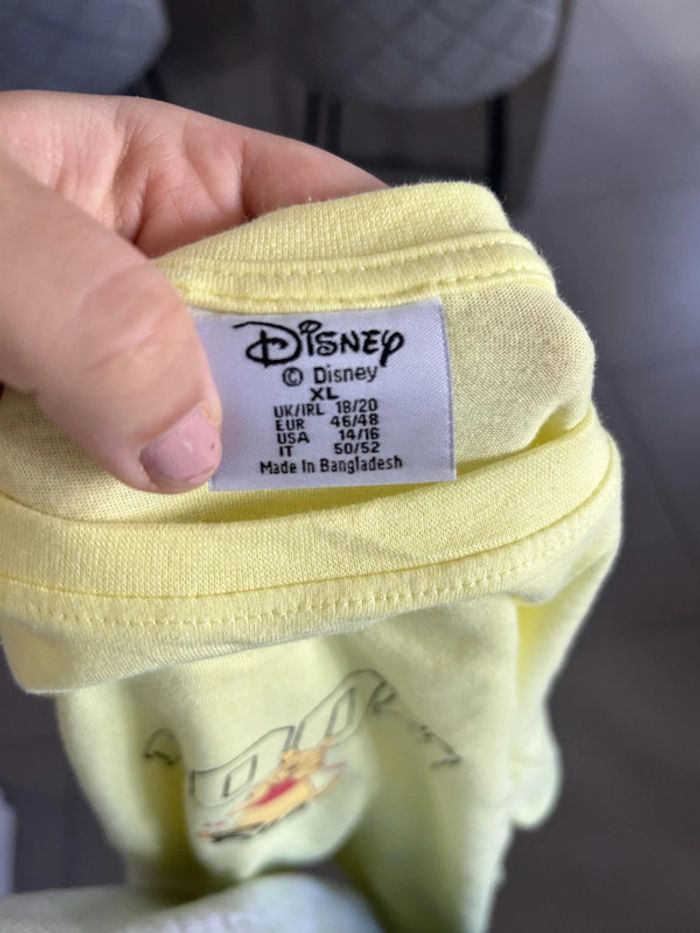 Disney
© Disney
XL
UK/IRL 18/20
EUR 46/48
USA 14/16
IT 50/52
Made In Bangladesh